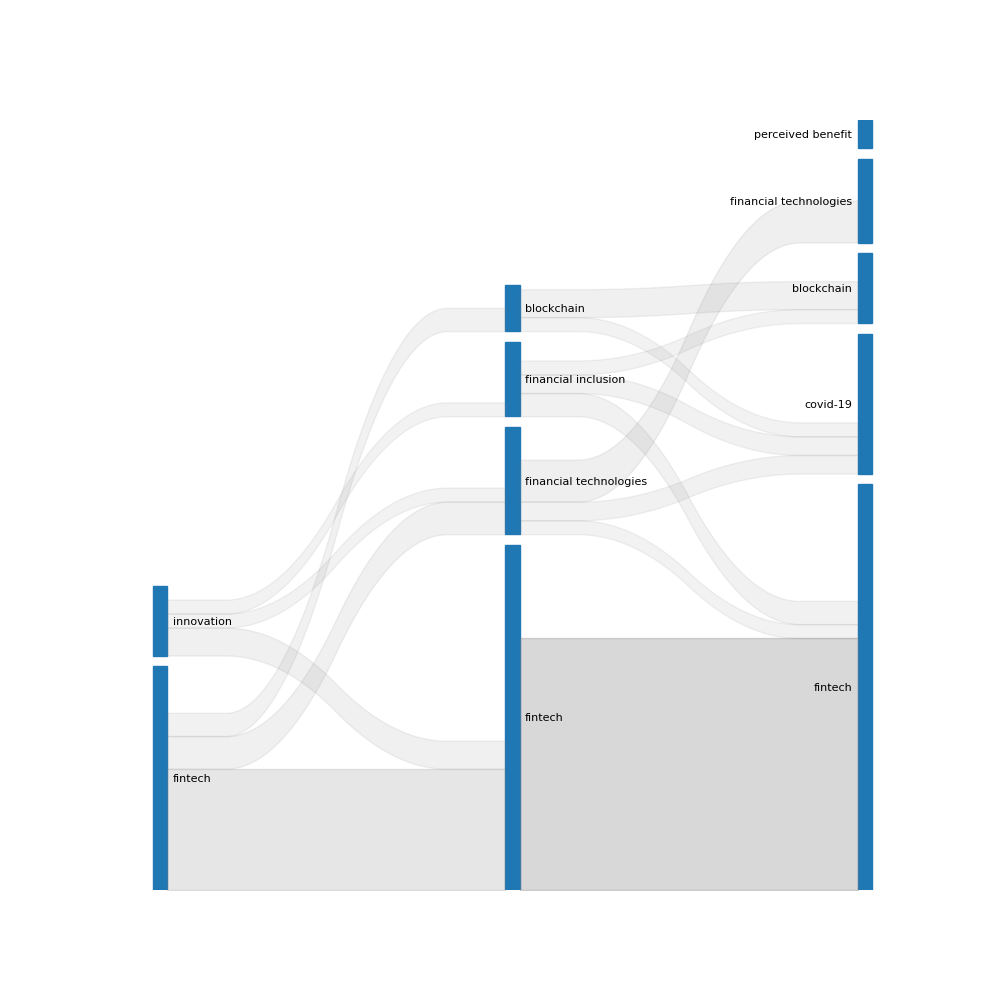 perceived benefit
financial technologies
blockchain
blockchain
financial inclusion
covid-19
financial technologies
innovation
fintech
fintech
fintech